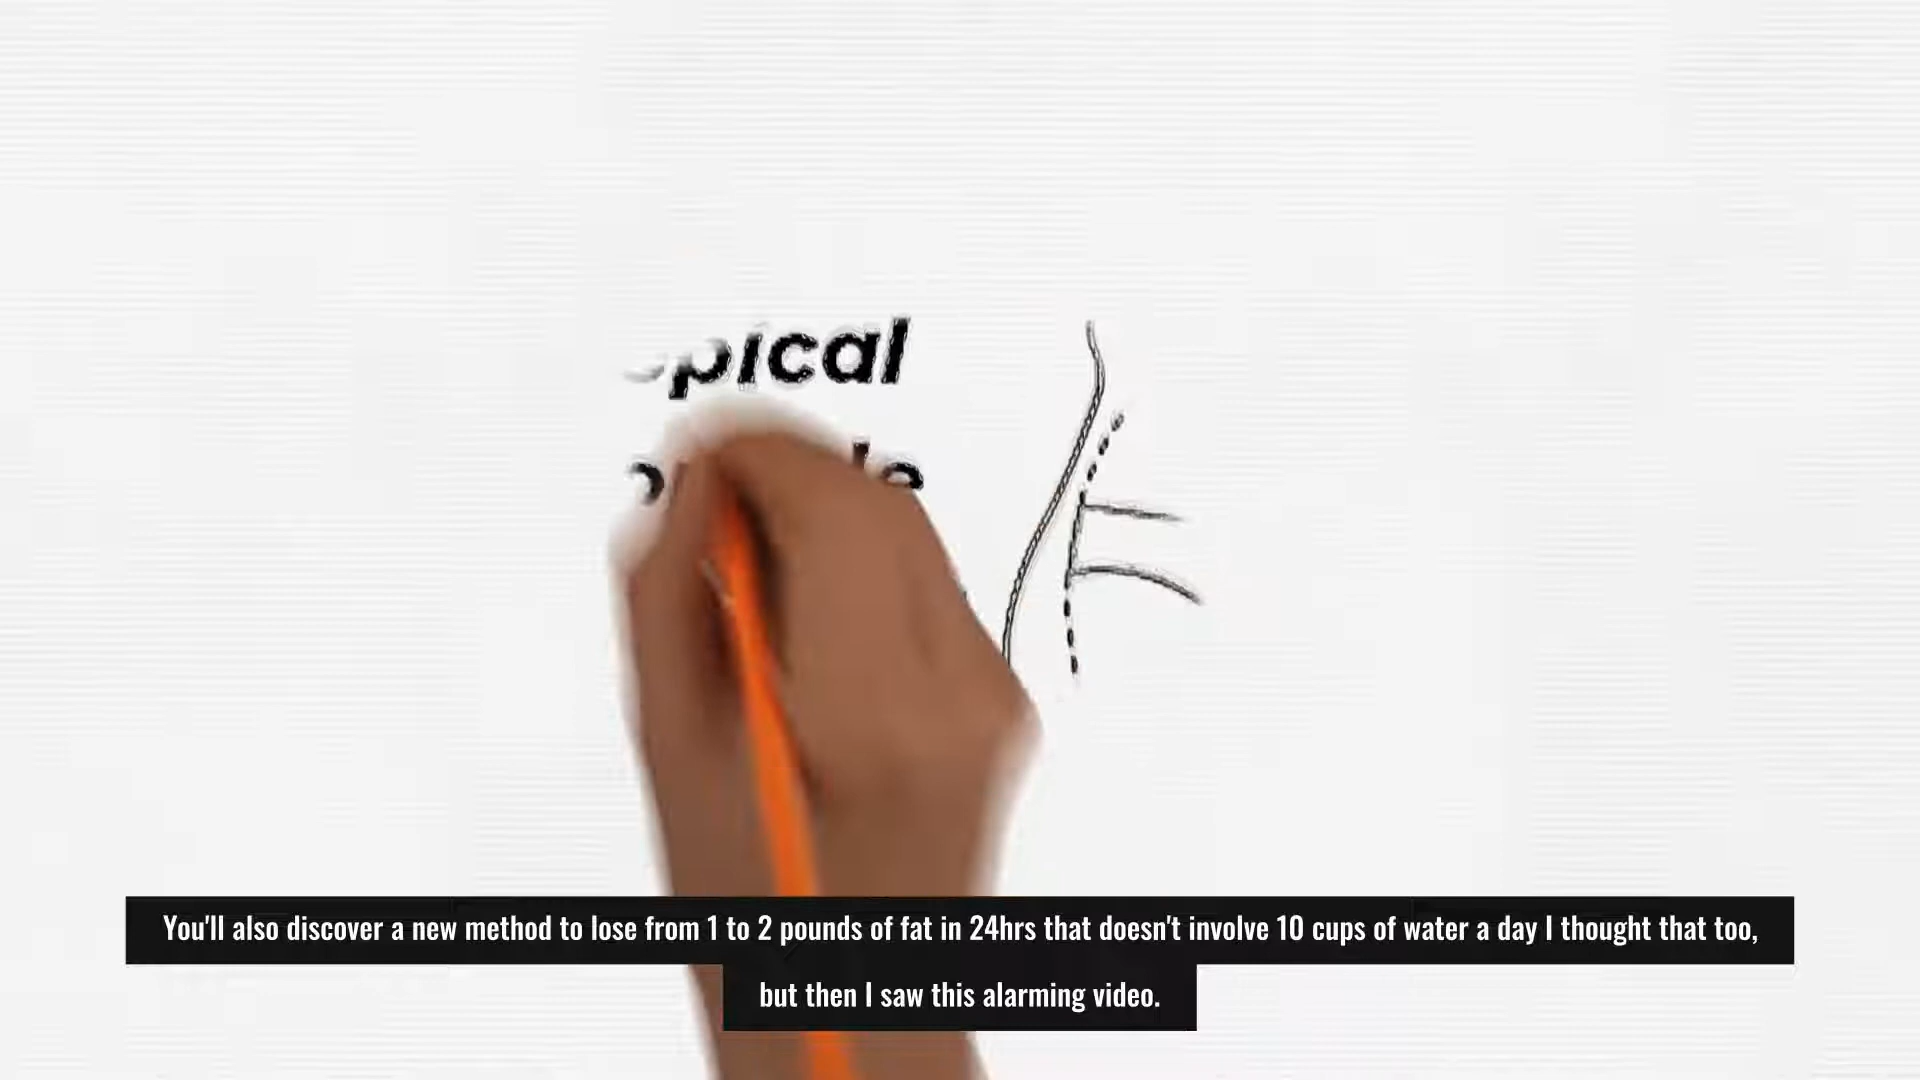 pical
You'll also discover a new method to lose from 1 to 2 pounds of fat in 24hrs that doesn't involve 10 cups of water a day I thought that too,
but then I saw this alarming video.